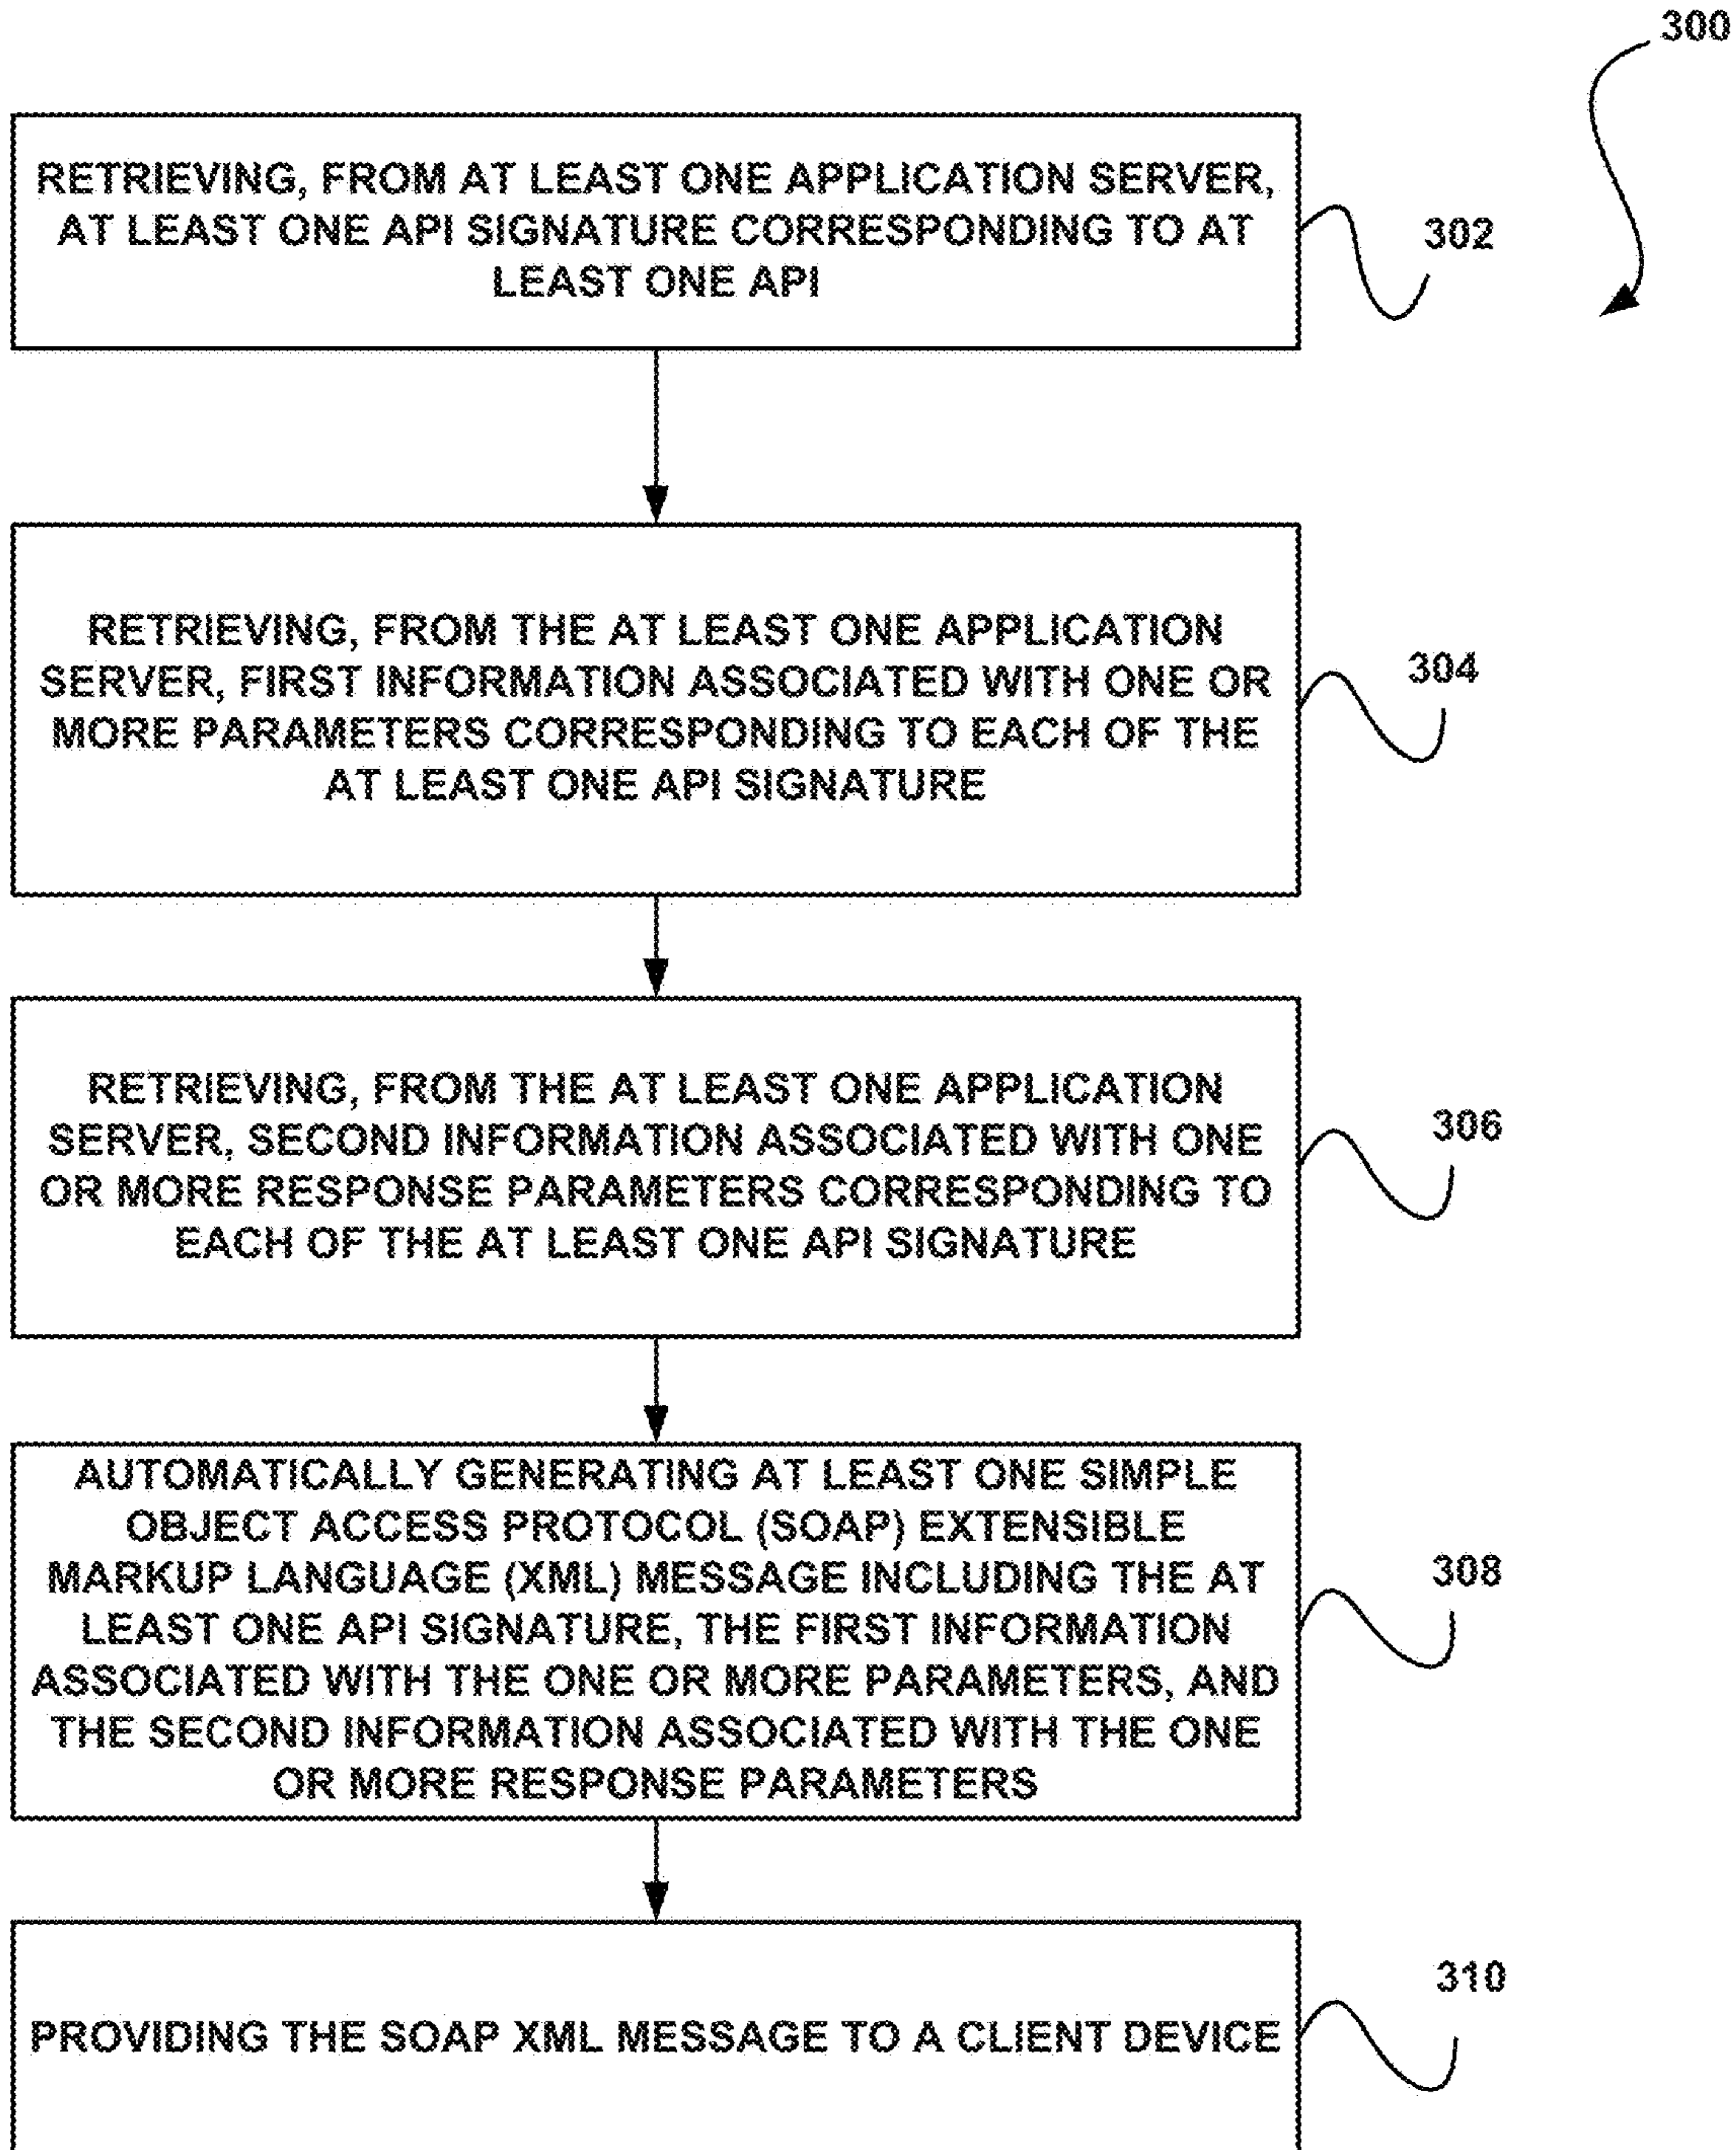 300
RETRIEVING, FROM AT LEAST ONE APPLICATION SERVER,
AT LEAST ONE API SIGNATURE CORRESPONDING TO AT
LEAST ONE API
302
RETRIEVING, FROM THE AT LEAST ONE APPLICATION
SERVER, FIRST INFORMATION ASSOCIATED WITH ONE OR
MORE PARAMETERS CORRESPONDING TO EACH OF THE
AT LEAST ONE API SIGNATURE
304
RETRIEVING, FROM THE AT LEAST ONE APPLICATION
SERVER, SECOND INFORMATION ASSOCIATED WITH ONE
OR MORE RESPONSE PARAMETERS CORRESPONDING TO
EACH OF THE AT LEAST ONE API SIGNATURE
306
AUTOMATICALLY GENERATING AT LEAST ONE SIMPLE
OBJECT ACCESS PROTOCOL (SOAP) EXTENSIBLE
MARKUP LANGUAGE (XML) MESSAGE INCLUDING THE AT
LEAST ONE API SIGNATURE, THE FIRST INFORMATION
ASSOCIATED WITH THE ONE OR MORE PARAMETERS, AND
THE SECOND INFORMATION ASSOCIATED WITH THE ONE
OR MORE RESPONSE PARAMETERS
308
PROVIDING THE SOAP XML MESSAGE TO A CLIENT DEVICE
310